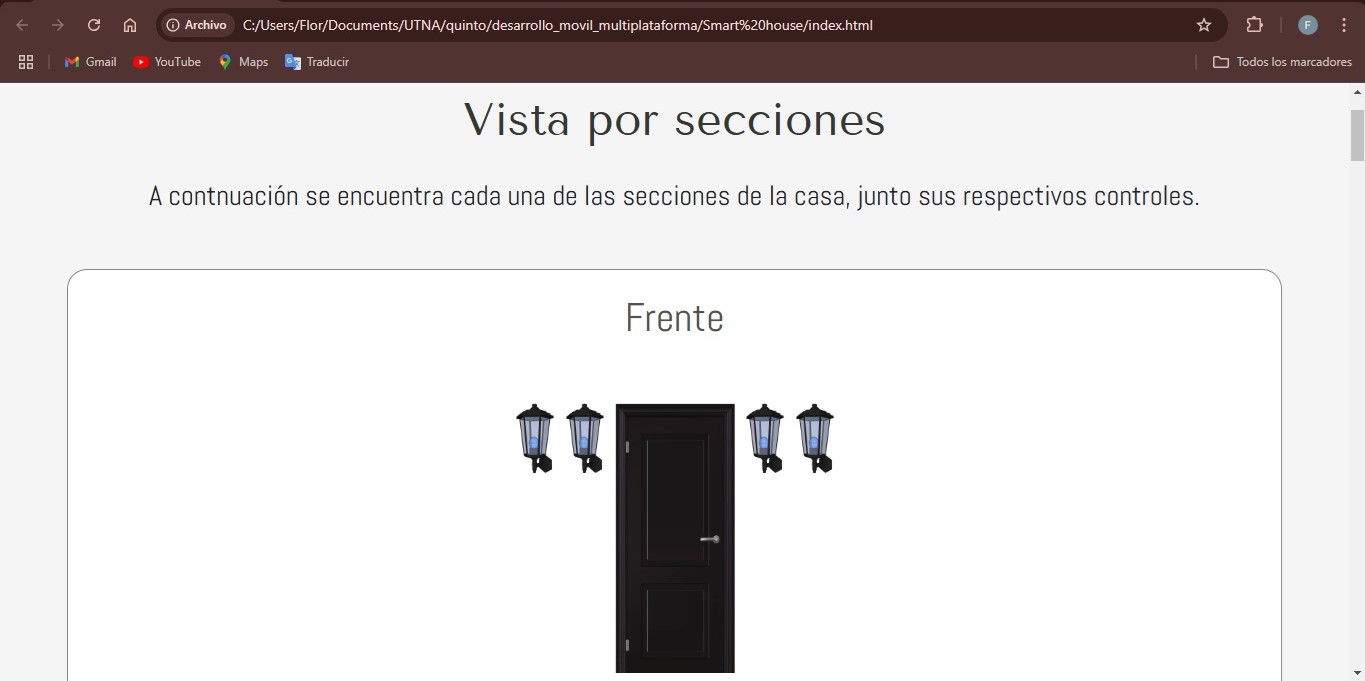 Archivo C:/Users/Flor/Documents/UTNA/quinto/desarrollo_movil_multiplataforma/Smart%20house/index.html F
Gmail YouTube Maps Traducir Todos los marcadores
Vista por secciones
A contnuación se encuentra cada una de las secciones de la casa, junto sus respectivos controles.
Frente